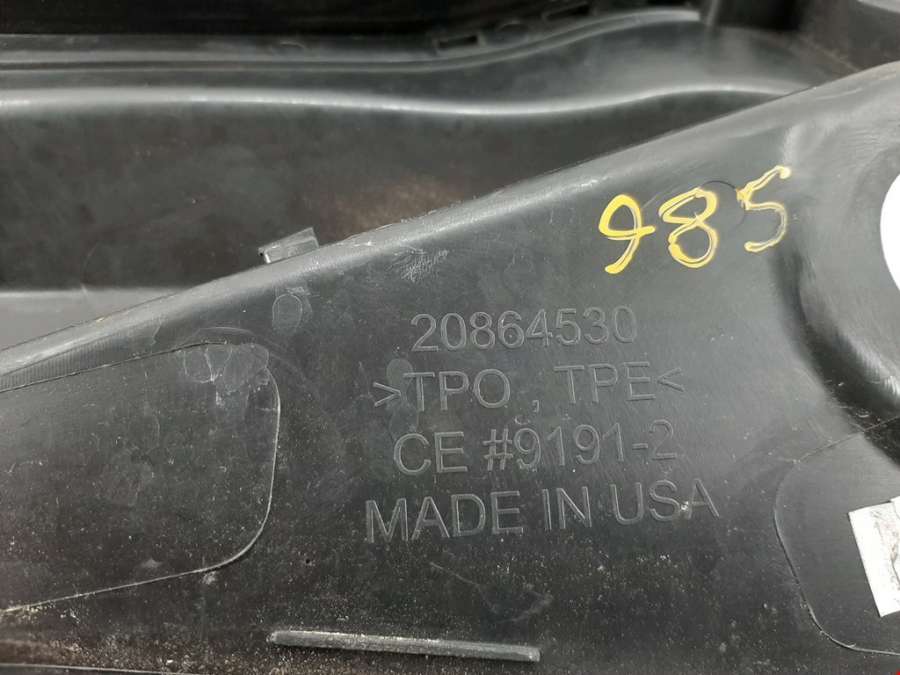 985
20864530
>TPO , TPE<
CE #9191-2
MADE IN USA